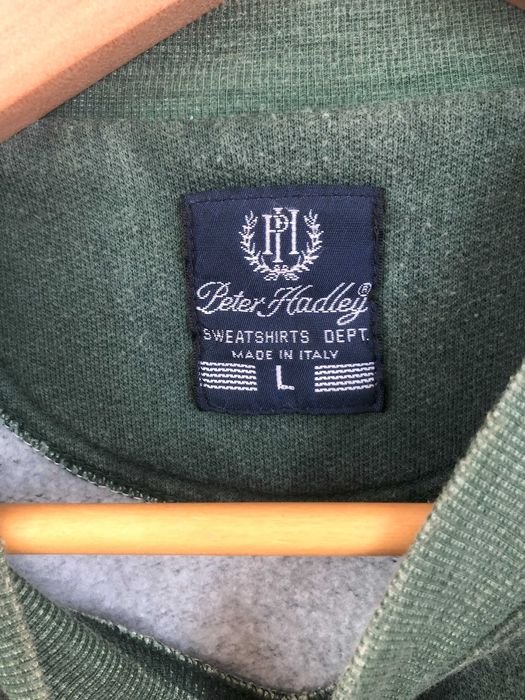 PH
Peter Hadley®
SWEATSHIRTS DEPT.
MADE IN ITALY
L